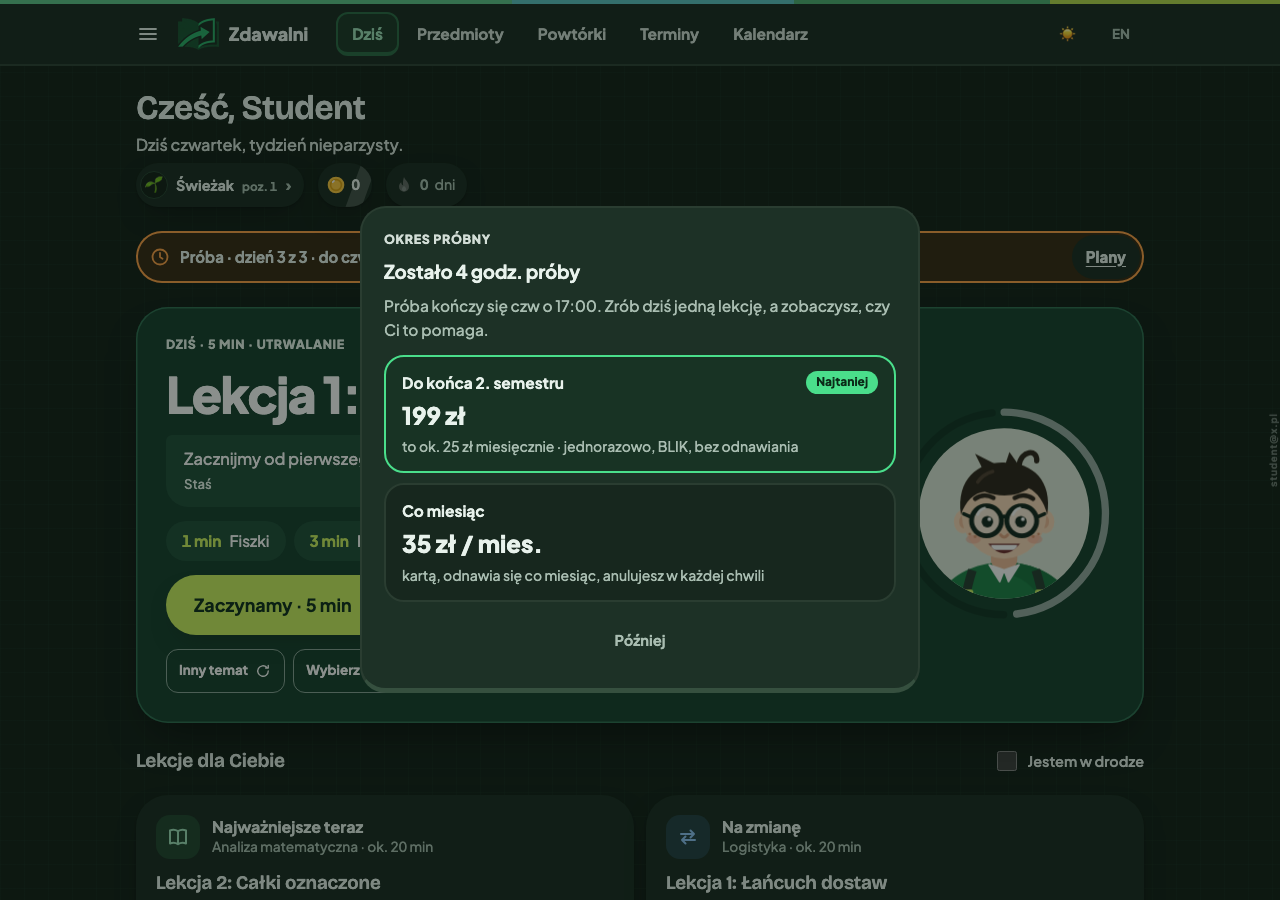 Zdawalni
Dziś
Przedmioty
Powtórki
Terminy
Kalendarz
EN
Cześć, Student
Dziś czwartek, tydzień nieparzysty.
Świeżak poz. 1 ›
0
0 dni
Próba · dzień 3 z 3 · do czw
Plany
OKRES PRÓBNY
Zostało 4 godz. próby
Próba kończy się czw o 17:00. Zrób dziś jedną lekcję, a zobaczysz, czy
Ci to pomaga.
Do końca 2. semestru
Najtaniej
199 zł
to ok. 25 zł miesięcznie · jednorazowo, BLIK, bez odnawiania
Co miesiąc
35 zł / mies.
kartą, odnawia się co miesiąc, anulujesz w każdej chwili
Później
DZIŚ · 5 MIN · UTRWALANIE
Lekcja 1:
Zacznijmy od pierwsze
Staś
1 min Fiszki
3 min
Zaczynamy · 5 min
Inny temat
Wybierz
student@x.pl
Lekcje dla Ciebie
Jestem w drodze
Najważniejsze teraz
Analiza matematyczna · ok. 20 min
Lekcja 2: Całki oznaczone
Na zmianę
Logistyka · ok. 20 min
Lekcja 1: Łańcuch dostaw